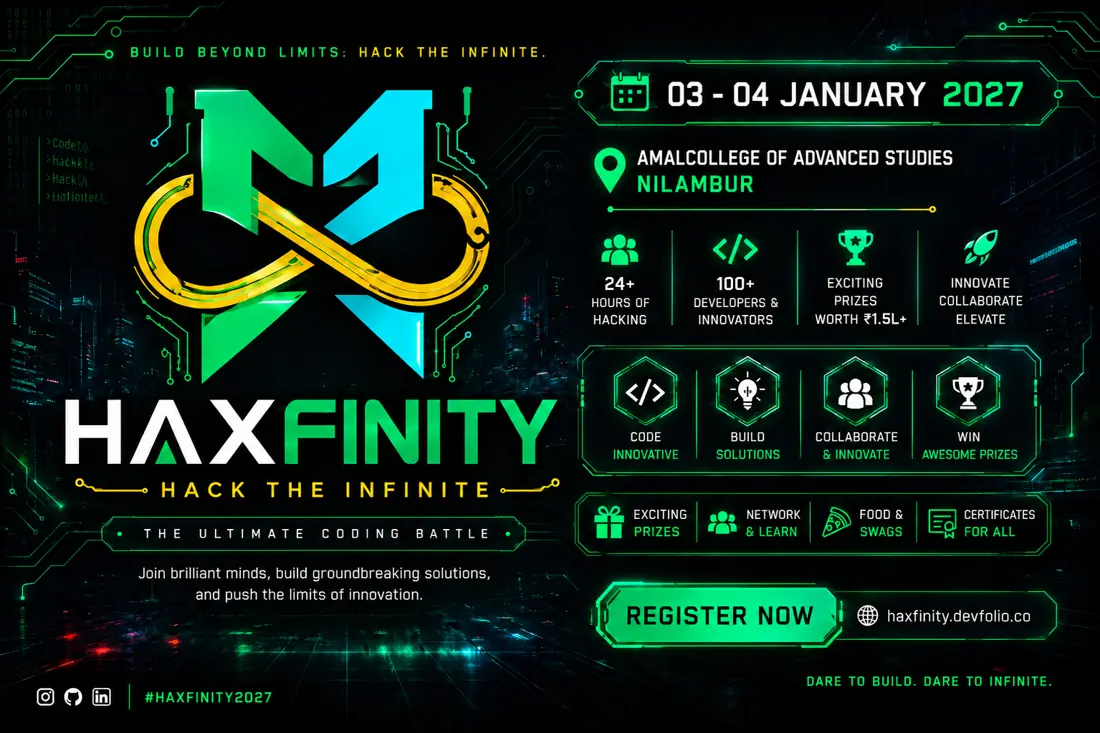 BUILD BEYOND LIMITS: HACK THE INFINITE.
HAXFINITY
HACK THE INFINITE
THE ULTIMATE CODING BATTLE
Join brilliant minds, build groundbreaking solutions,
and push the limits of innovation.
#HAXFINITY2027
03 - 04 JANUARY 2027
AMALCOLLEGE OF ADVANCED STUDIES
NILAMBUR
24+
HOURS OF
HACKING
100+
DEVELOPERS &
INNOVATORS
EXCITING
PRIZES
WORTH ₹1.5L+
INNOVATE
COLLABORATE
ELEVATE
CODE
INNOVATIVE
BUILD
SOLUTIONS
COLLABORATE
& INNOVATE
WIN
AWESOME PRIZES
EXCITING
PRIZES
NETWORK
& LEARN
FOOD &
SWAGS
CERTIFICATES
FOR ALL
REGISTER NOW
haxfinity.devfolio.co
DARE TO BUILD. DARE TO INFINITE.